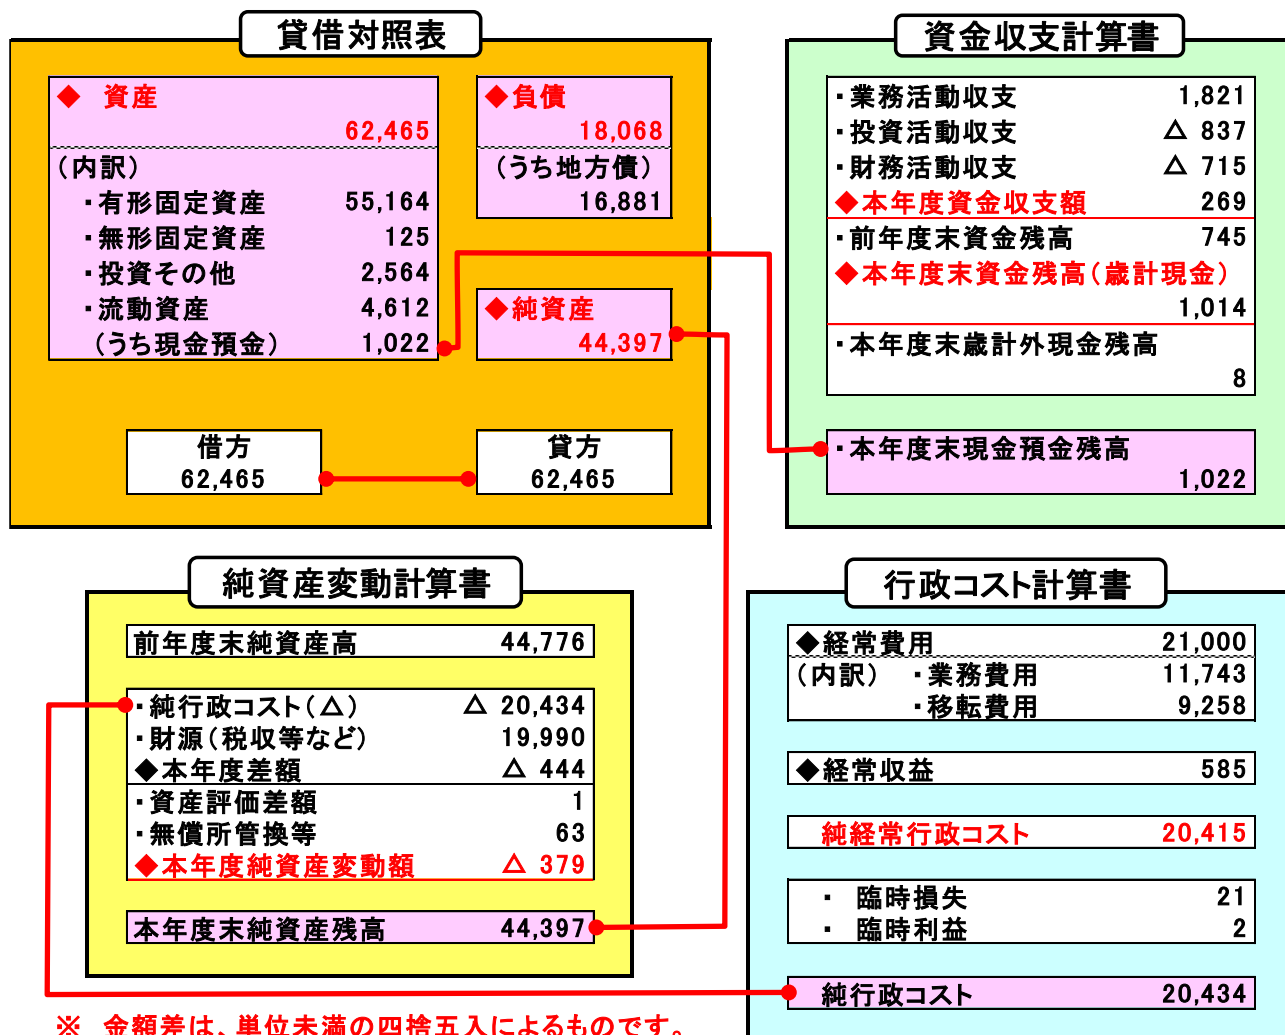 貸借対照表
◆ 資産
62,465
(内訳)
・有形固定資産 55,164
・無形固定資産 125
・投資その他 2,564
・流動資産 4,612
(うち現金預金) 1,022
◆負債
18,068
(うち地方債)
16,881
◆純資産
44,397
借方
62,465
貸方
62,465
資金収支計算書
・業務活動収支 1,821
・投資活動収支 △ 837
・財務活動収支 △ 715
◆本年度資金収支額 269
・前年度末資金残高 745
◆本年度末資金残高(歳計現金)
1,014
・本年度末歳計外現金残高
8
・本年度末現金預金残高
1,022
純資産変動計算書
前年度末純資産高 44,776
・純行政コスト(△) △ 20,434
・財源(税収等など) 19,990
◆本年度差額 △ 444
・資産評価差額 1
・無償所管換等 63
◆本年度純資産変動額 △ 379
本年度末純資産残高 44,397
行政コスト計算書
◆経常費用 21,000
(内訳) ・業務費用 11,743
・移転費用 9,258
◆経常収益 585
純経常行政コスト 20,415
・ 臨時損失 21
・ 臨時利益 2
純行政コスト 20,434
※ 金額差は、単位未満の四捨五入によるものです。